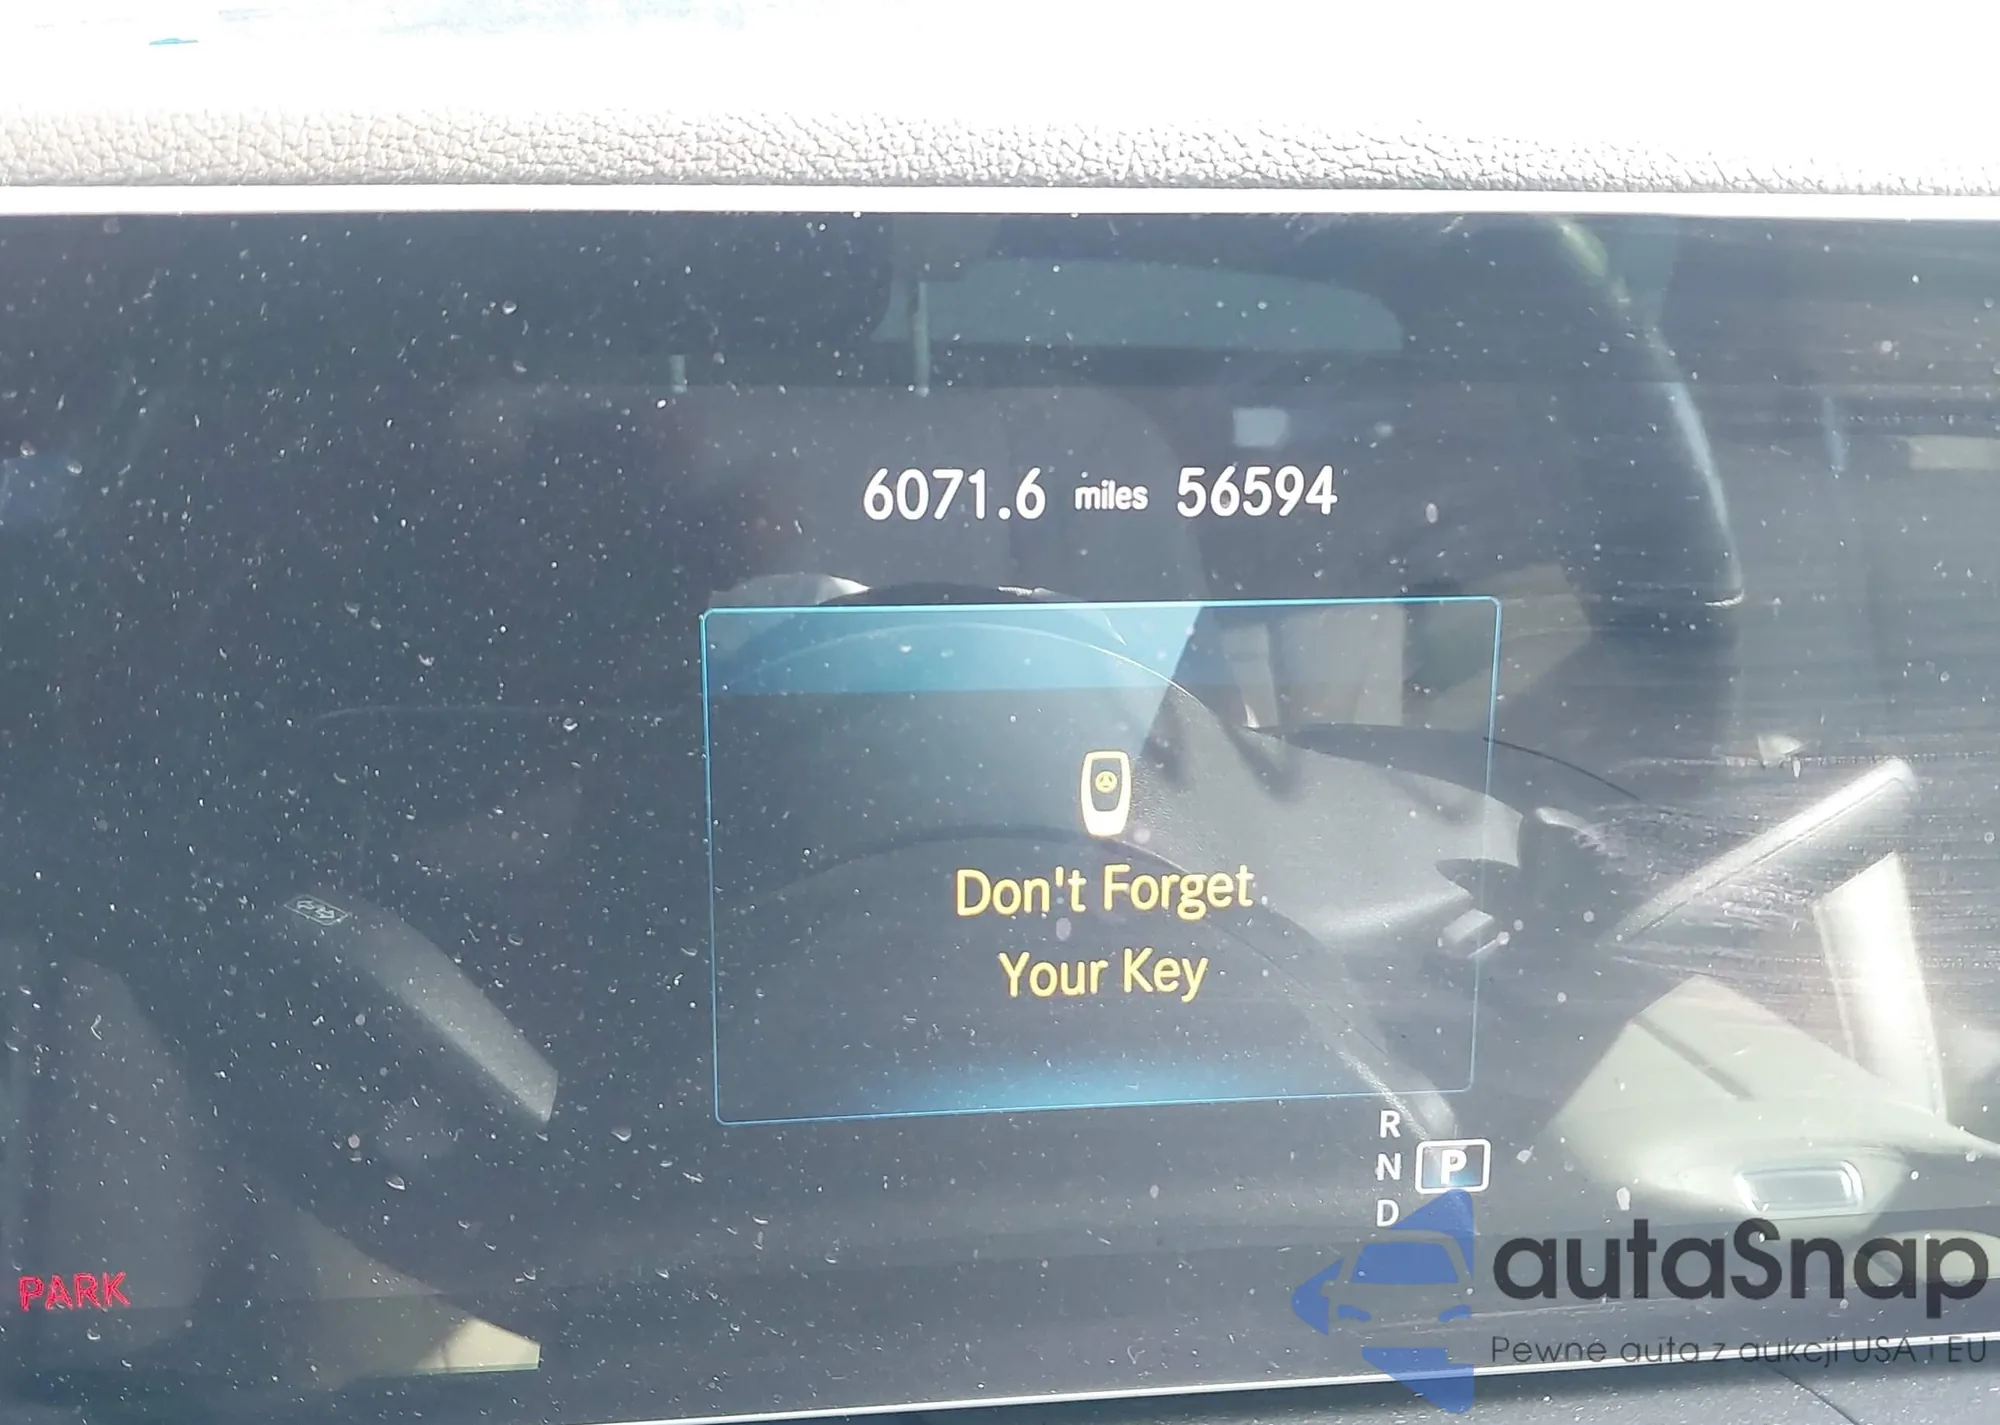 6071.6 miles 56594
Don't Forget
Your Key
R
N P
D
PARK
autaSnap
Pewne auta z aukcji USA i EU